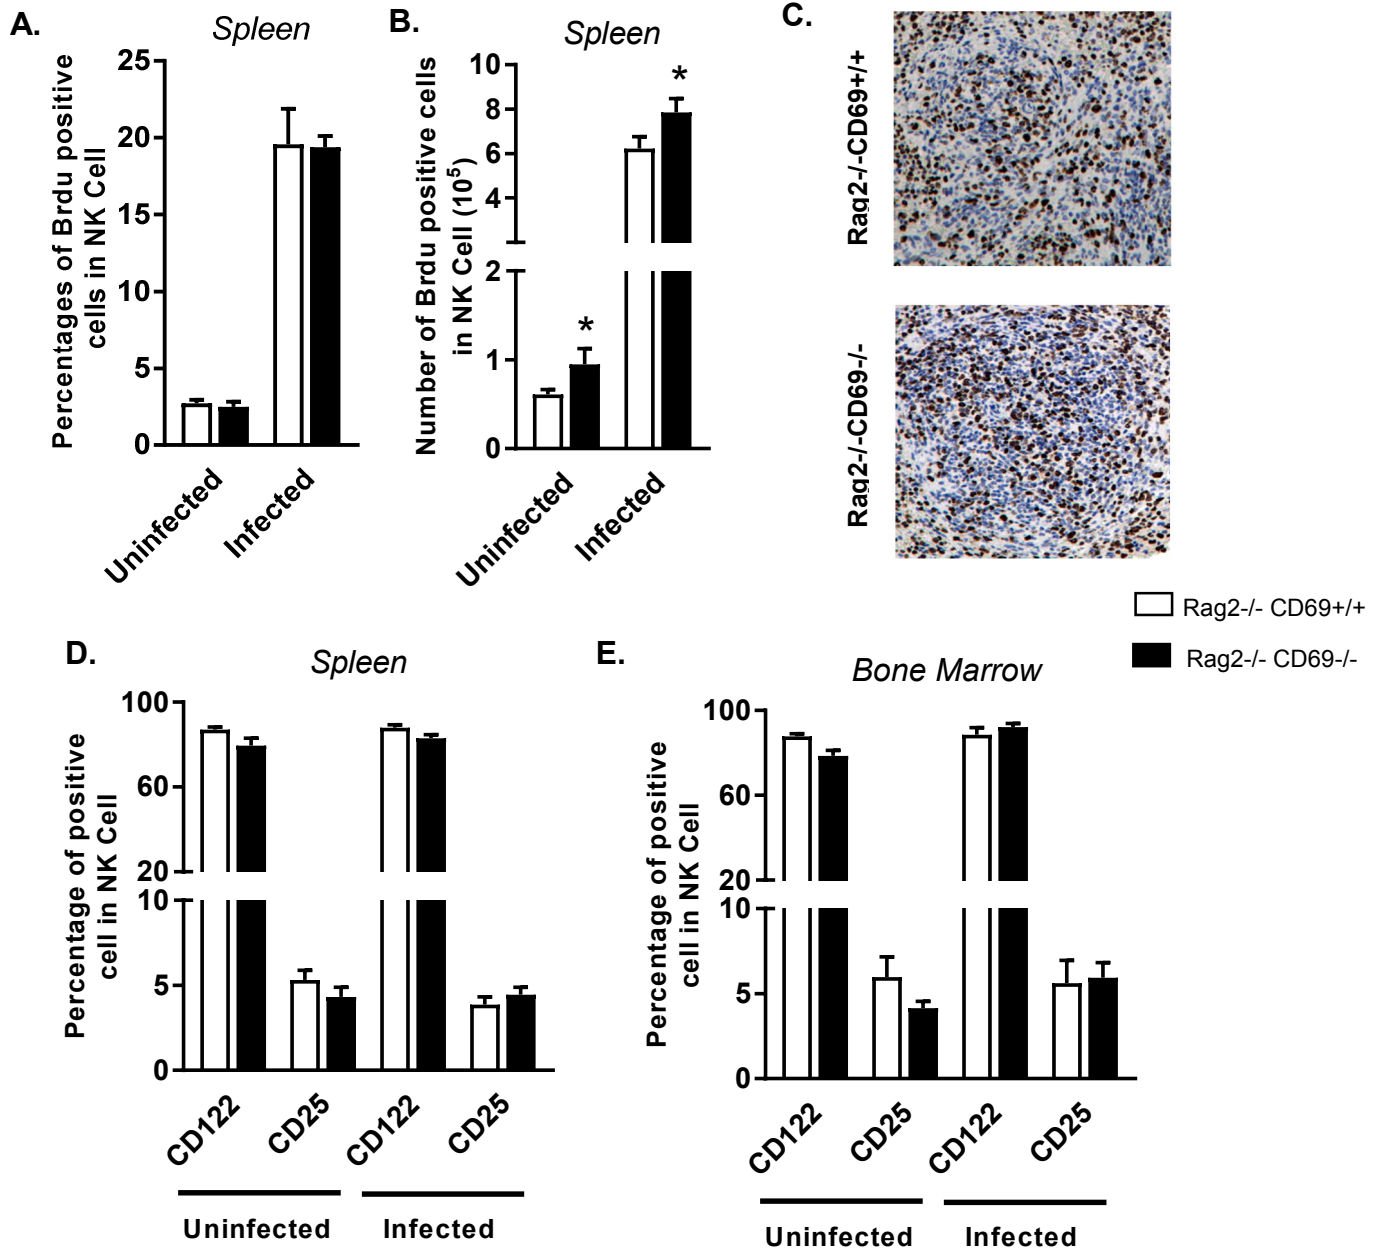 A.
Spleen
Percentages of Brdu positive
cells in NK Cell
25
20
15
10
5
0
Uninfected
Infected
B.
Spleen
Number of Brdu positive cells
in NK Cell (10⁵)
10
8
6
4
2
1
0
*
*
Uninfected
Infected
C.
Rag2-/-CD69+/+
Rag2-/-CD69-/-
Rag2-/- CD69+/+
Rag2-/- CD69-/-
D.
Spleen
Percentage of positive
cell in NK Cell
100
60
20
10
5
0
CD122
CD25
CD122
CD25
Uninfected
Infected
E.
Bone Marrow
Percentage of positive
cell in NK Cell
100
60
20
10
5
0
CD122
CD25
CD122
CD25
Uninfected
Infected